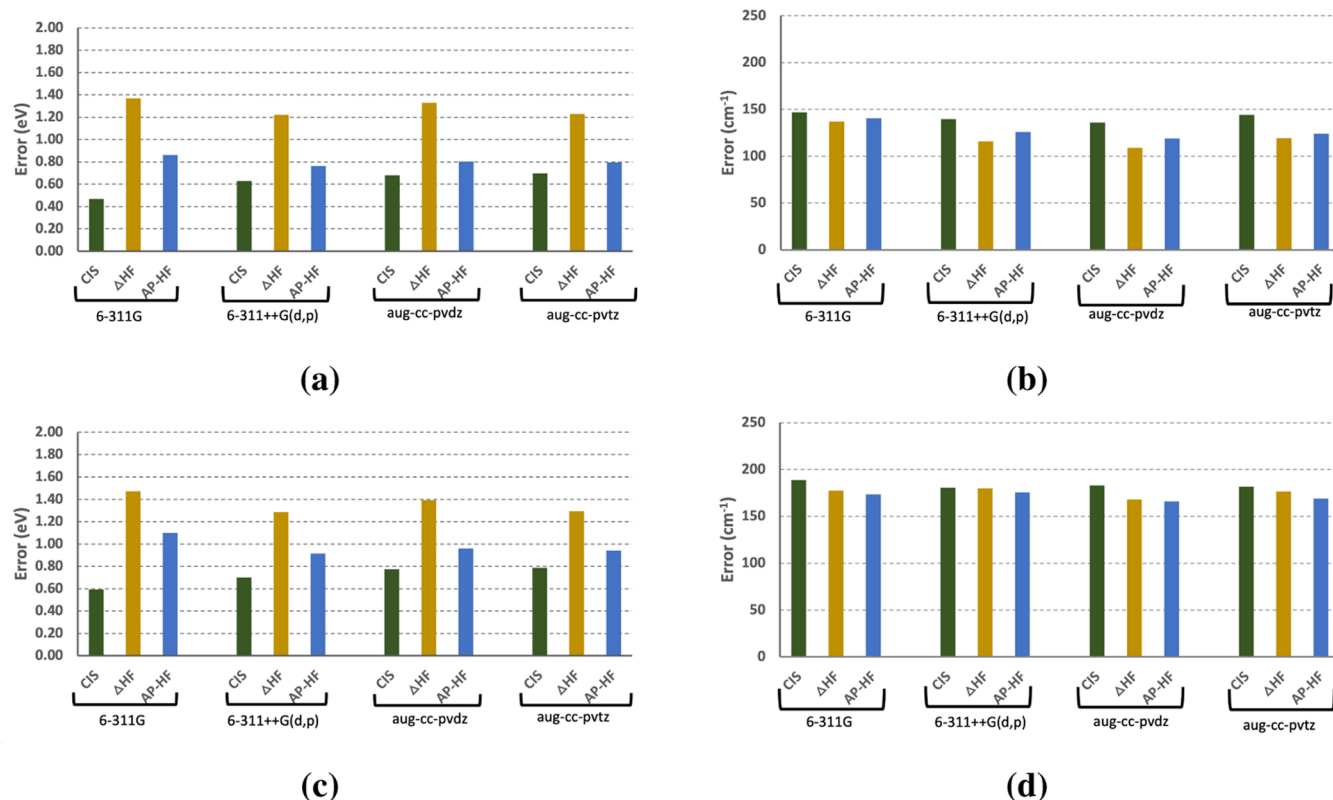 2.00
1.80
1.60
1.40
1.20
1.00
0.80
0.60
0.40
0.20
0.00
Error (eV)
CIS ΔHF AP-HF CIS ΔHF AP-HF CIS ΔHF AP-HF CIS ΔHF AP-HF
6-311G 6-311++G(d,p) aug-cc-pvdz aug-cc-pvtz
(a)
250
200
150
100
50
0
Error (cm⁻¹)
CIS ΔHF AP-HF CIS ΔHF AP-HF CIS ΔHF AP-HF CIS ΔHF AP-HF
6-311G 6-311++G(d,p) aug-cc-pvdz aug-cc-pvtz
(b)
2.00
1.80
1.60
1.40
1.20
1.00
0.80
0.60
0.40
0.20
0.00
Error (eV)
CIS ΔHF AP-HF CIS ΔHF AP-HF CIS ΔHF AP-HF CIS ΔHF AP-HF
6-311G 6-311++G(d,p) aug-cc-pvdz aug-cc-pvtz
(c)
250
200
150
100
50
0
Error (cm⁻¹)
CIS ΔHF AP-HF CIS ΔHF AP-HF CIS ΔHF AP-HF CIS ΔHF AP-HF
6-311G 6-311++G(d,p) aug-cc-pvdz aug-cc-pvtz
(d)